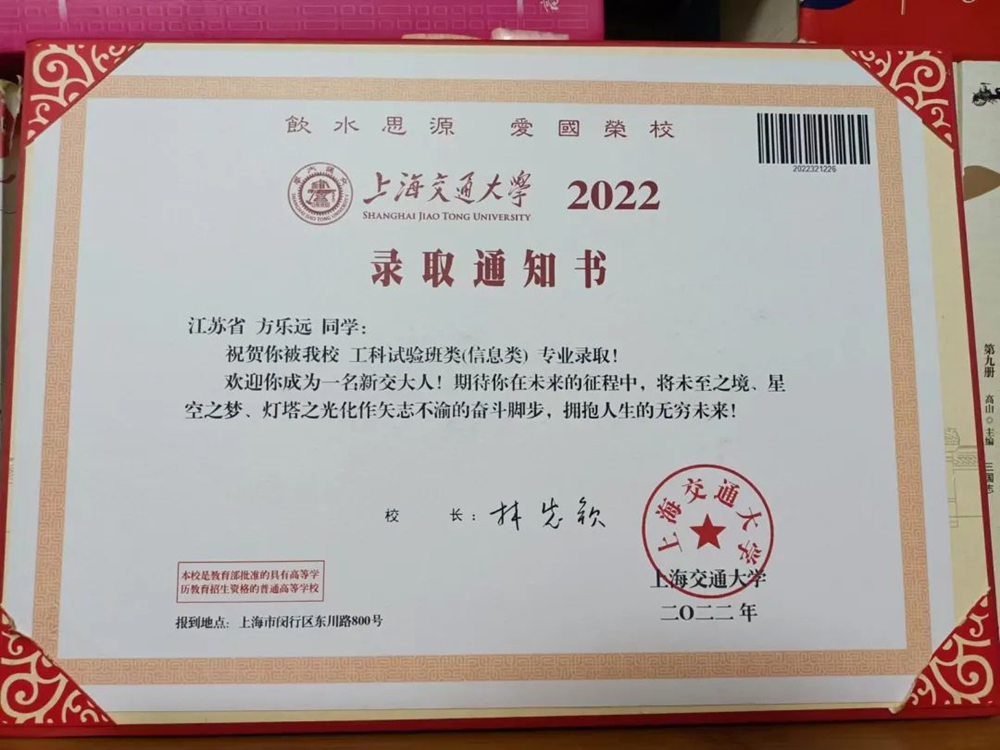 飲水思源 愛國榮校
2022321226
上海交通大學 2022
SHANGHAI JIAO TONG UNIVERSITY
录取通知书
江苏省 方乐远 同学：
祝贺你被我校 工科试验班类(信息类) 专业录取！
欢迎你成为一名新交大人！期待你在未来的征程中，将未至之境、星
空之梦、灯塔之光化作矢志不渝的奋斗脚步，拥抱人生的无穷未来！
校 长：林忠钦
上海交通大学
上海交通大学
二〇二二年
本校是教育部批准的具有高等学
历教育招生资格的普通高等学校
报到地点：上海市闵行区东川路800号
第九册 高山 主编 三国志